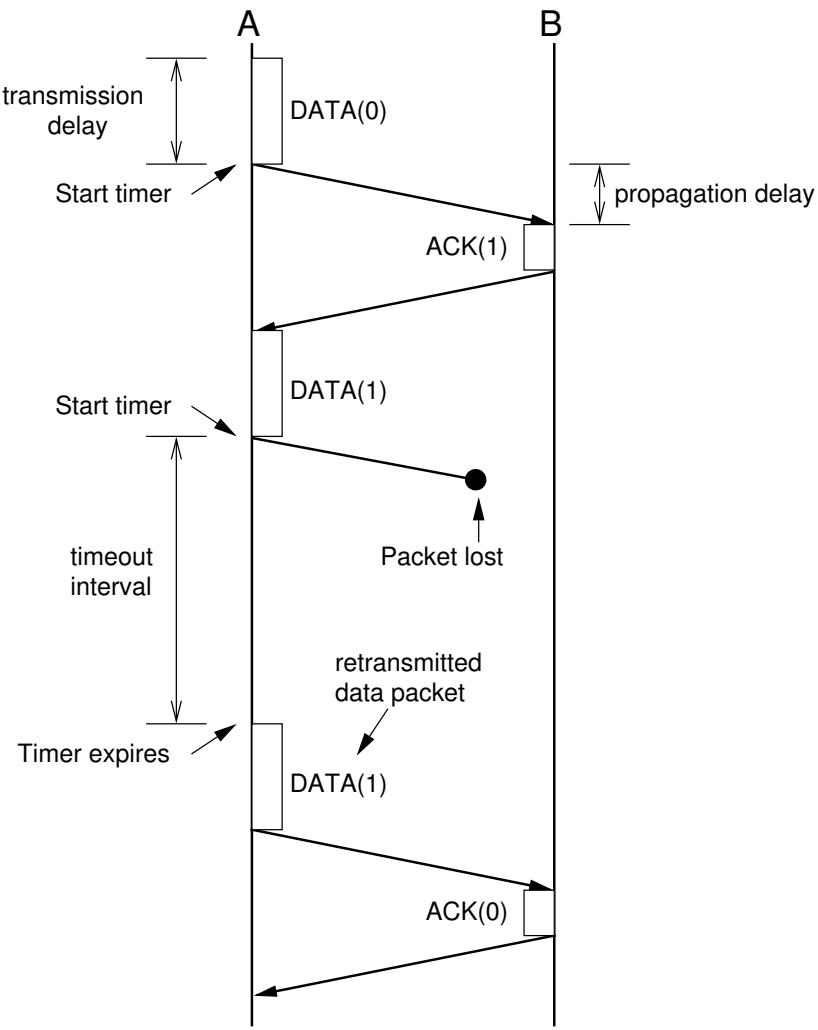 A
B
transmission
delay
DATA(0)
Start timer
propagation delay
ACK(1)
DATA(1)
Start timer
timeout
interval
Packet lost
retransmitted
data packet
Timer expires
DATA(1)
ACK(0)